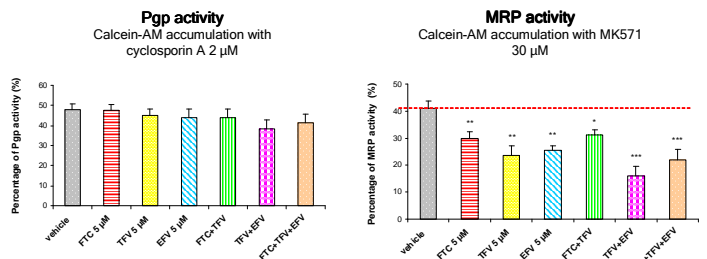 Pgp activity
Calcein-AM accumulation with
cyclosporin A 2 µM
Percentage of Pgp activity (%)
60
50
40
30
20
10
0
vehicle
FTC 5 µM
TFV 5 µM
EFV 5 µM
FTC+TFV
TFV+EFV
FTC+TFV+EFV
MRP activity
Calcein-AM accumulation with MK571
30 µM
Percentage of MRP activity (%)
50
40
30
20
10
0
**
**
**
*
***
***
vehicle
FTC 5 µM
TFV 5 µM
EFV 5 µM
FTC+TFV
TFV+EFV
+TFV+EFV